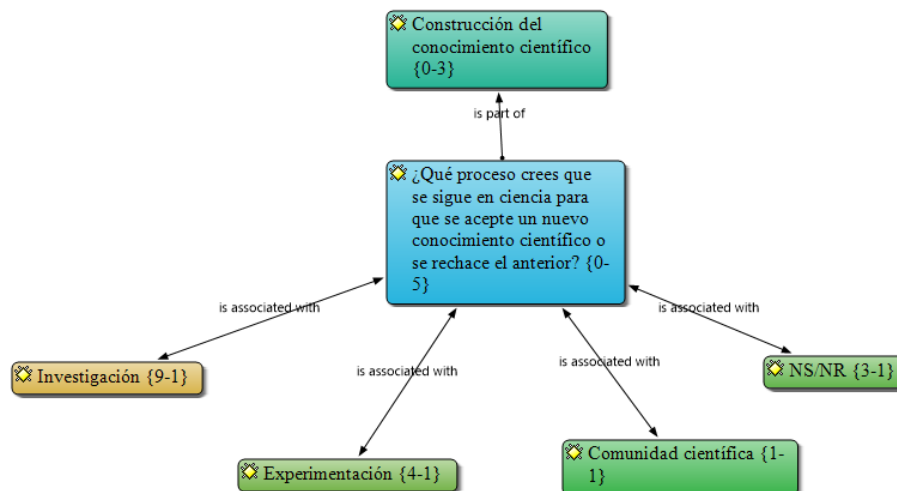 Construcción del
conocimiento científico
{0-3}
is part of
¿Qué proceso crees que
se sigue en ciencia para
que se acepte un nuevo
conocimiento científico o
se rechace el anterior? {0-
5}
is associated with
is associated with
is associated with
is associated with
Investigación {9-1}
NS/NR {3-1}
Experimentación {4-1}
Comunidad científica {1-
1}